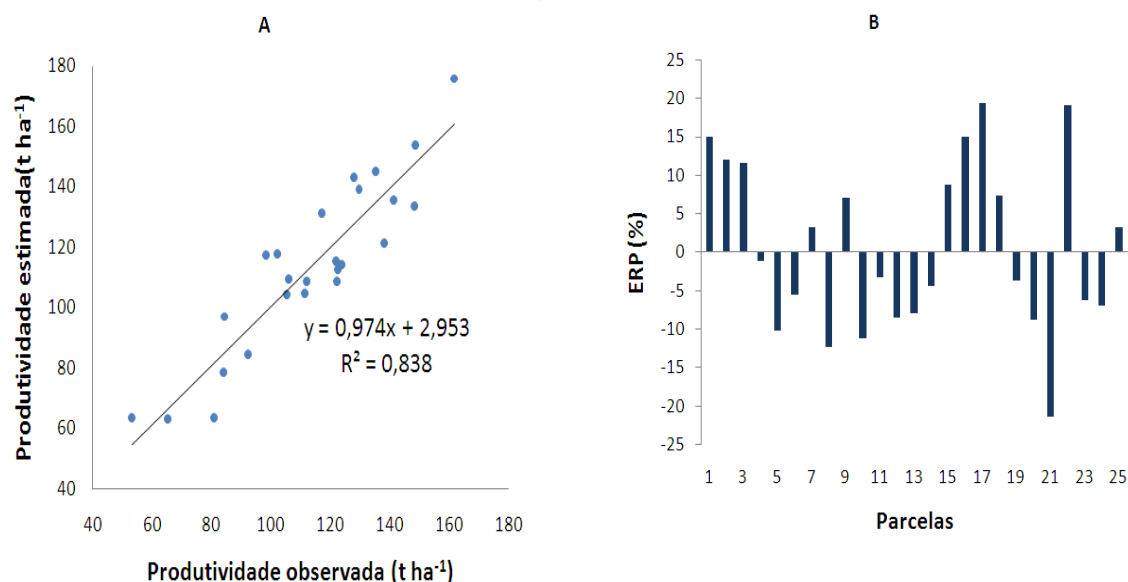 A
Produtividade estimada(t ha⁻¹)
180
160
140
120
100
80
60
40
y = 0,974x + 2,953
R² = 0,838
40 60 80 100 120 140 160 180
Produtividade observada (t ha⁻¹)
B
ERP (%)
25
20
15
10
5
0
-5
-10
-15
-20
-25
1 3 5 7 9 11 13 15 17 19 21 23 25
Parcelas